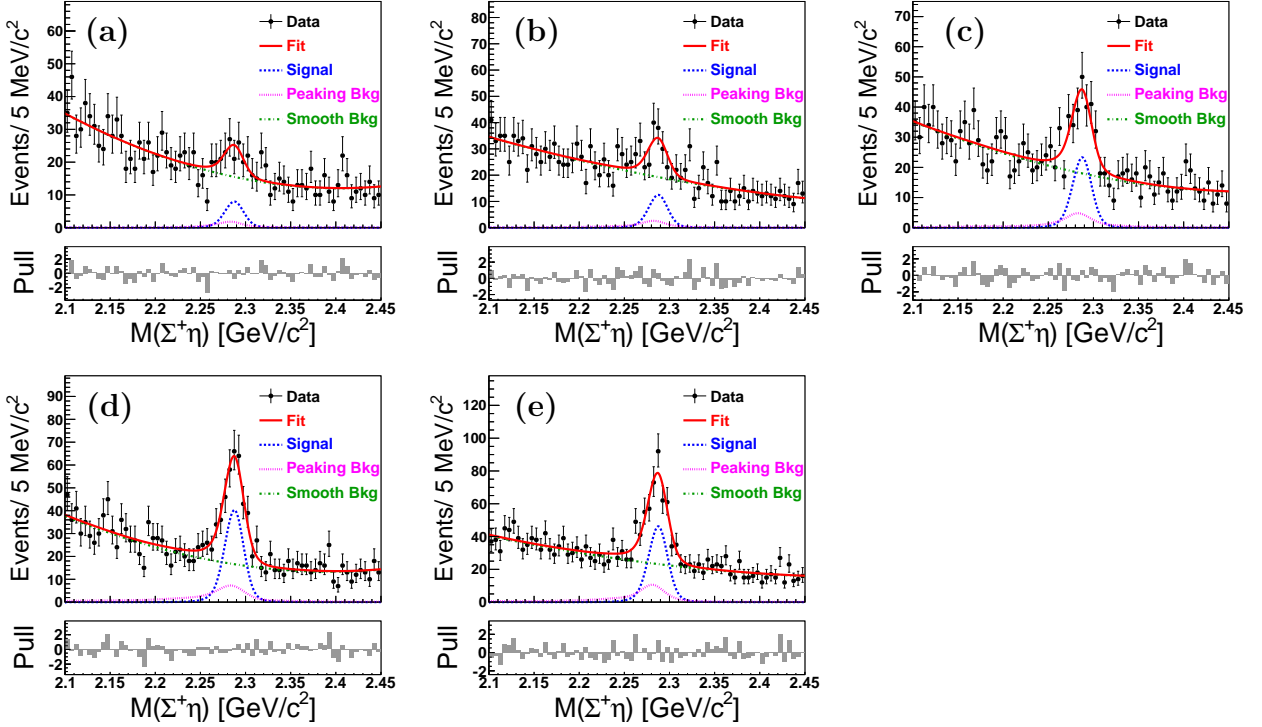 (a)
Data
Fit
Signal
Peaking Bkg
Smooth Bkg
Events/ 5 MeV/c²
60
50
40
30
20
10
0
Pull
2
0
-2
2.1 2.15 2.2 2.25 2.3 2.35 2.4 2.45
M(Σ⁺η) [GeV/c²]
(b)
Data
Fit
Signal
Peaking Bkg
Smooth Bkg
Events/ 5 MeV/c²
80
70
60
50
40
30
20
10
0
Pull
2
0
-2
2.1 2.15 2.2 2.25 2.3 2.35 2.4 2.45
M(Σ⁺η) [GeV/c²]
(c)
Data
Fit
Signal
Peaking Bkg
Smooth Bkg
Events/ 5 MeV/c²
70
60
50
40
30
20
10
0
Pull
2
0
-2
2.1 2.15 2.2 2.25 2.3 2.35 2.4 2.45
M(Σ⁺η) [GeV/c²]
(d)
Data
Fit
Signal
Peaking Bkg
Smooth Bkg
Events/ 5 MeV/c²
90
80
70
60
50
40
30
20
10
0
Pull
2
0
-2
2.1 2.15 2.2 2.25 2.3 2.35 2.4 2.45
M(Σ⁺η) [GeV/c²]
(e)
Data
Fit
Signal
Peaking Bkg
Smooth Bkg
Events/ 5 MeV/c²
120
100
80
60
40
20
0
Pull
2
0
-2
2.1 2.15 2.2 2.25 2.3 2.35 2.4 2.45
M(Σ⁺η) [GeV/c²]